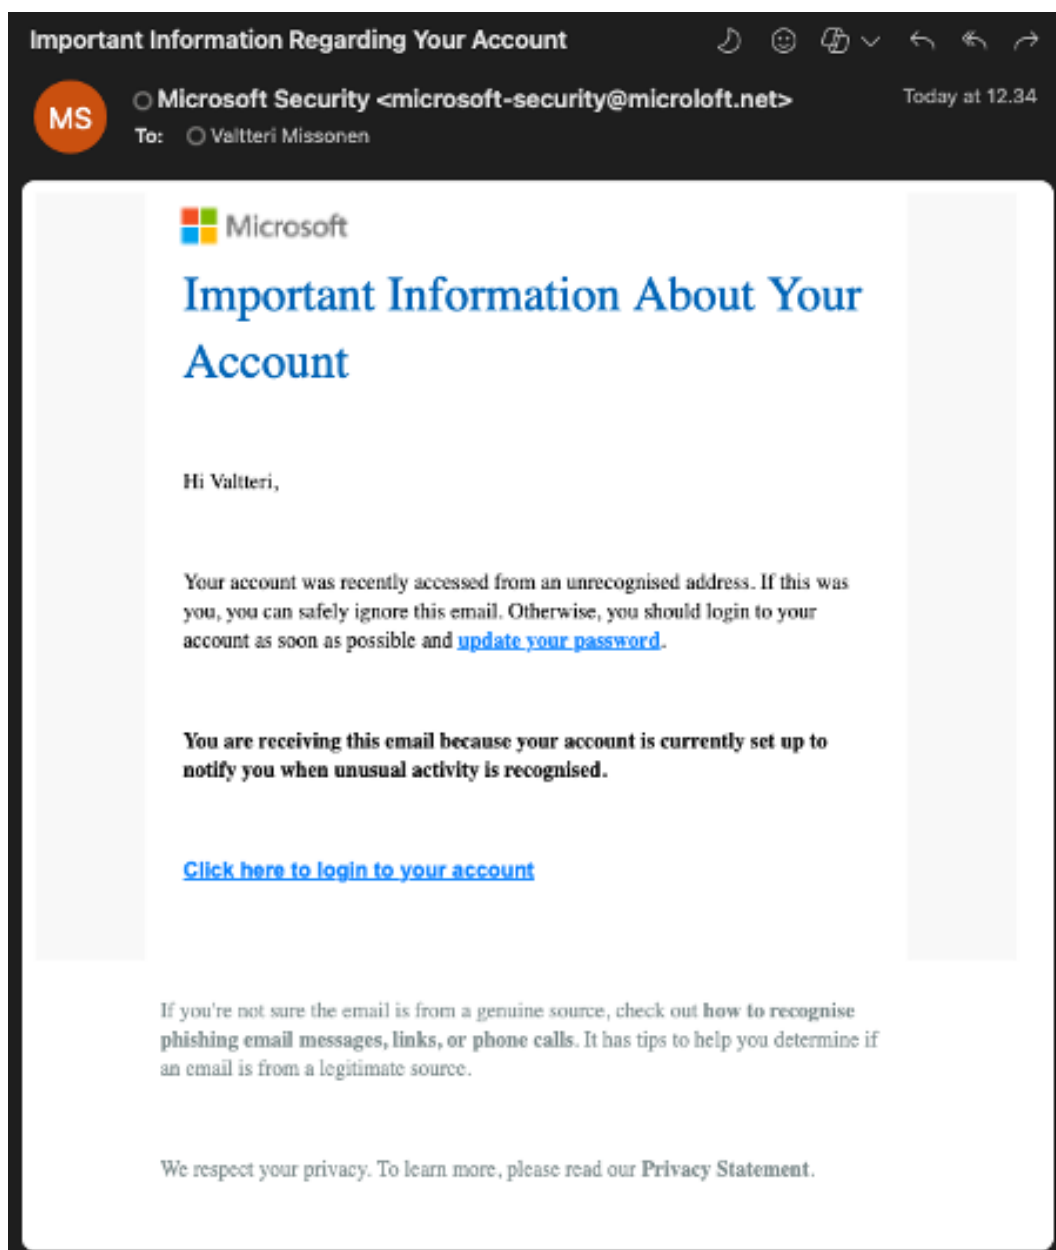 Important Information Regarding Your Account
MS
Microsoft Security <microsoft-security@microloft.net>
Today at 12.34
To: Valtteri Missonen
Microsoft
Important Information About Your
Account
Hi Valtteri,
Your account was recently accessed from an unrecognised address. If this was
you, you can safely ignore this email. Otherwise, you should login to your
account as soon as possible and update your password.
You are receiving this email because your account is currently set up to
notify you when unusual activity is recognised.
Click here to login to your account
If you're not sure the email is from a genuine source, check out how to recognise
phishing email messages, links, or phone calls. It has tips to help you determine if
an email is from a legitimate source.
We respect your privacy. To learn more, please read our Privacy Statement.